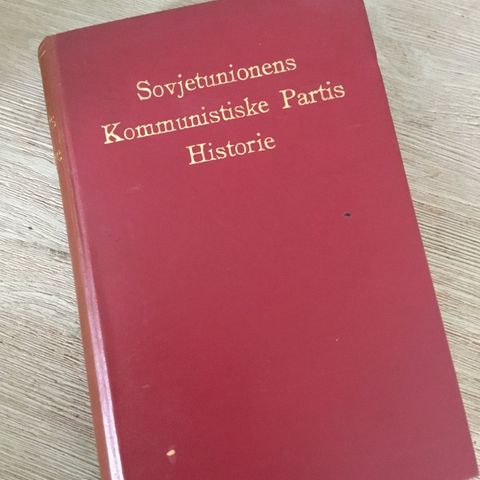 Sovjetunionens
Kommunistiske Partis
Historie